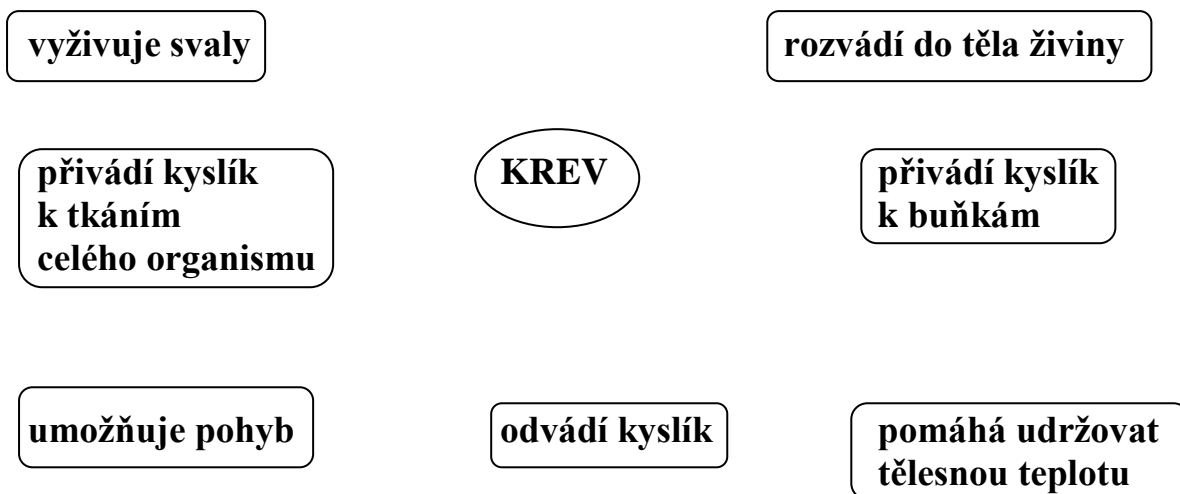 vyživuje svaly
rozvádí do těla živiny
přivádí kyslík
k tkáním
celého organismu
KREV
přivádí kyslík
k buňkám
umožňuje pohyb
odvádí kyslík
pomáhá udržovat
tělesnou teplotu